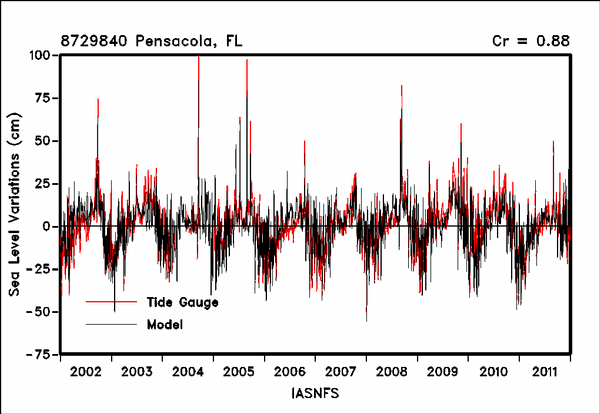 8729840 Pensacola, FL
Cr = 0.88
Sea Level Variations (cm)
100
75
50
25
0
−25
−50
−75
Tide Gauge
Model
2002 2003 2004 2005 2006 2007 2008 2009 2010 2011
IASNFS